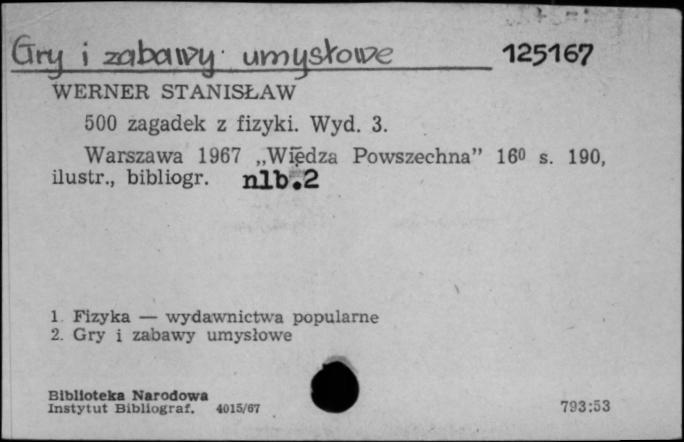 Gry i zabawy umysłowe 125167
WERNER STANISŁAW
500 zagadek z fizyki. Wyd. 3.
Warszawa 1967 „Wiedza Powszechna” 16⁰ s. 190,
ilustr., bibliogr. nlb.2
1. Fizyka — wydawnictwa popularne
2. Gry i zabawy umysłowe
Biblioteka Narodowa
Instytut Bibliograf. 4015/67 793:53